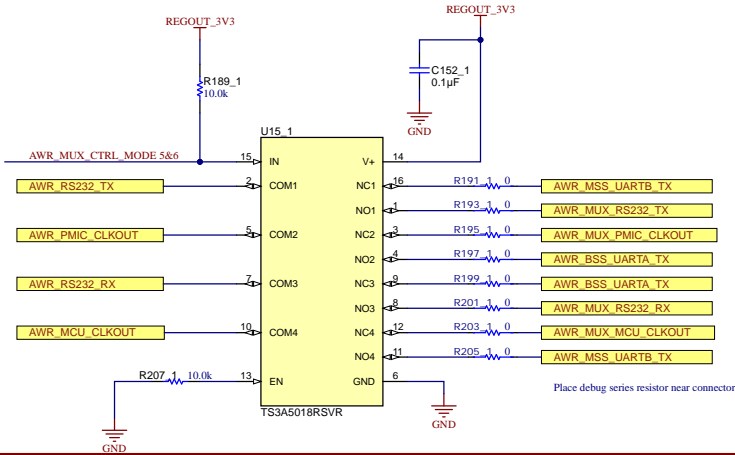 REGOUT_3V3
REGOUT_3V3
R189_1
10.0k
C152_1
0.1µF
GND
U15_1
AWR_MUX_CTRL_MODE 5&6
15
IN
V+
14
AWR_RS232_TX
2
COM1
NC1
16
R191_1 0
AWR_MSS_UARTB_TX
NO1
1
R193_1 0
AWR_MUX_RS232_TX
AWR_PMIC_CLKOUT
5
COM2
NC2
3
R195_1 0
AWR_MUX_PMIC_CLKOUT
NO2
4
R197_1 0
AWR_BSS_UARTA_TX
AWR_RS232_RX
7
COM3
NC3
9
R199_1 0
AWR_BSS_UARTA_TX
NO3
8
R201_1 0
AWR_MUX_RS232_RX
AWR_MCU_CLKOUT
10
COM4
NC4
12
R203_1 0
AWR_MUX_MCU_CLKOUT
NO4
11
R205_1 0
AWR_MSS_UARTB_TX
R207_1 10.0k
13
EN
GND
6
Place debug series resistor near connector
TS3A5018RSVR
GND
GND